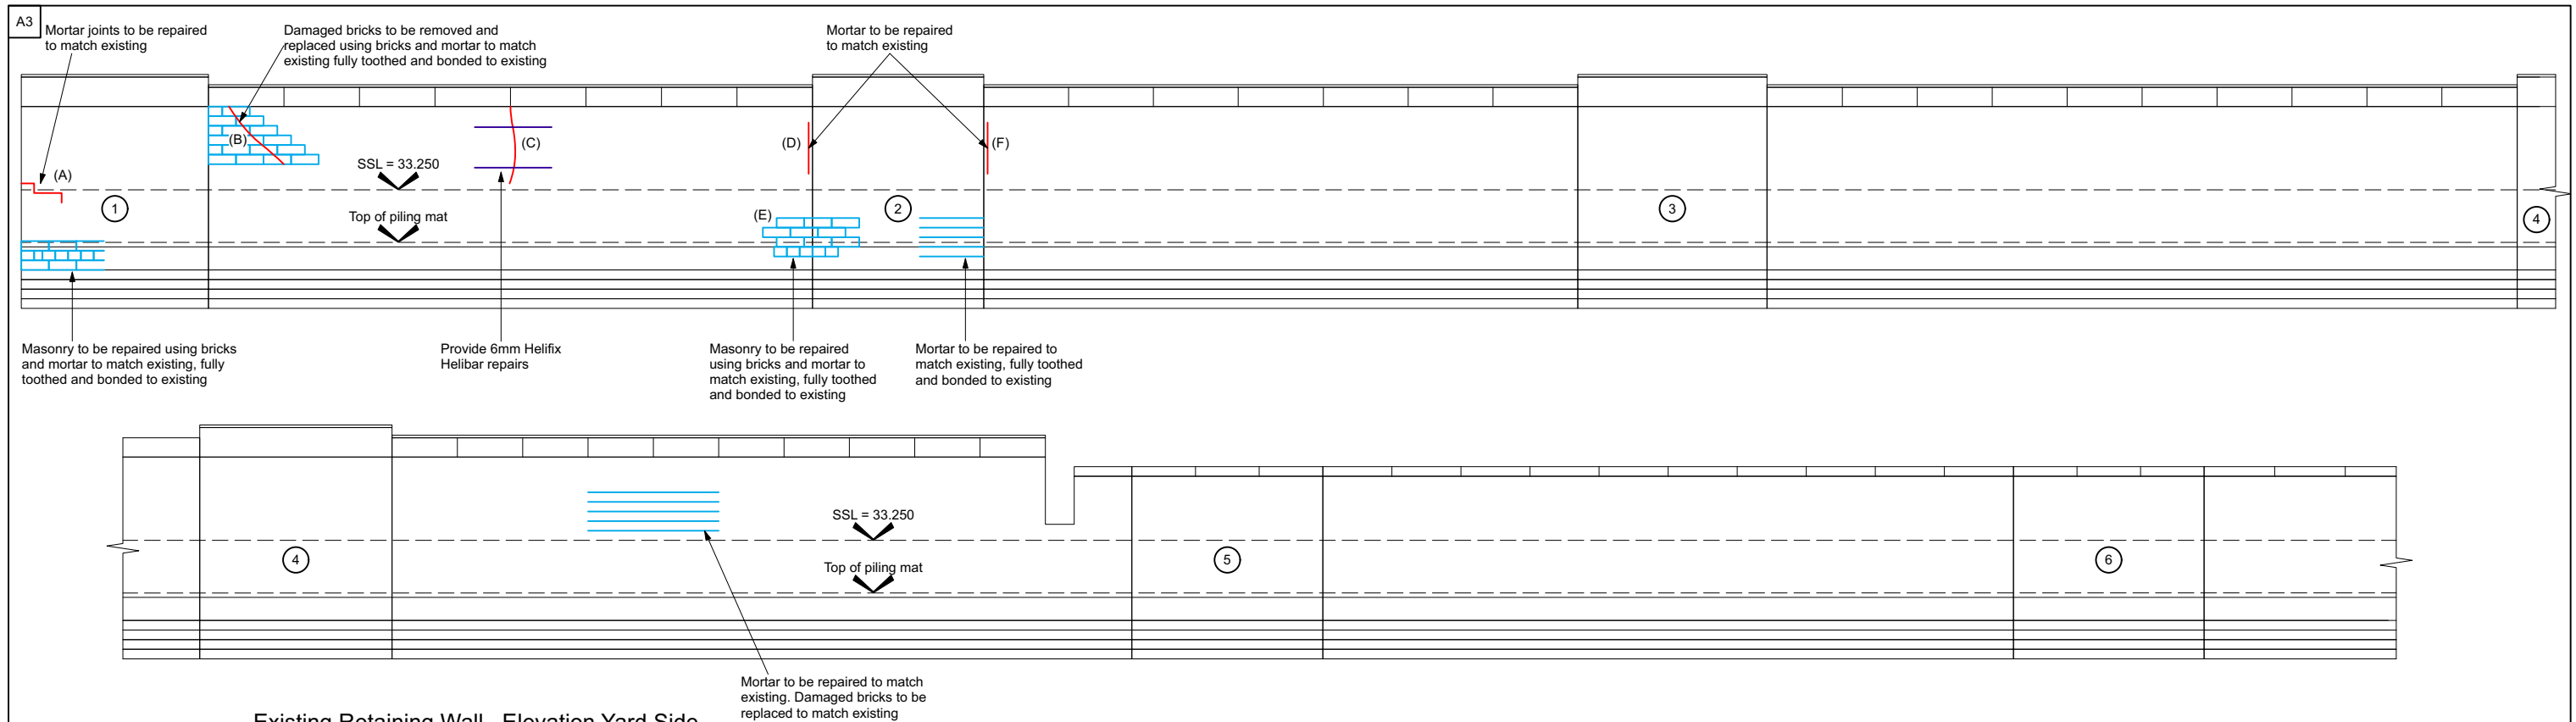 A3
Mortar joints to be repaired
to match existing
Damaged bricks to be removed and
replaced using bricks and mortar to match
existing fully toothed and bonded to existing
Mortar to be repaired
to match existing
(A)
(B)
(C)
(D)
(F)
SSL = 33.250
Top of piling mat
(E)
1
2
3
4
Masonry to be repaired using bricks
and mortar to match existing, fully
toothed and bonded to existing
Provide 6mm Helifix
Helibar repairs
Masonry to be repaired
using bricks and mortar to
match existing, fully toothed
and bonded to existing
Mortar to be repaired to
match existing, fully toothed
and bonded to existing
SSL = 33.250
Top of piling mat
4
5
6
Mortar to be repaired to match
existing. Damaged bricks to be
replaced to match existing
Existing Retaining Wall - Elevation Yard Side